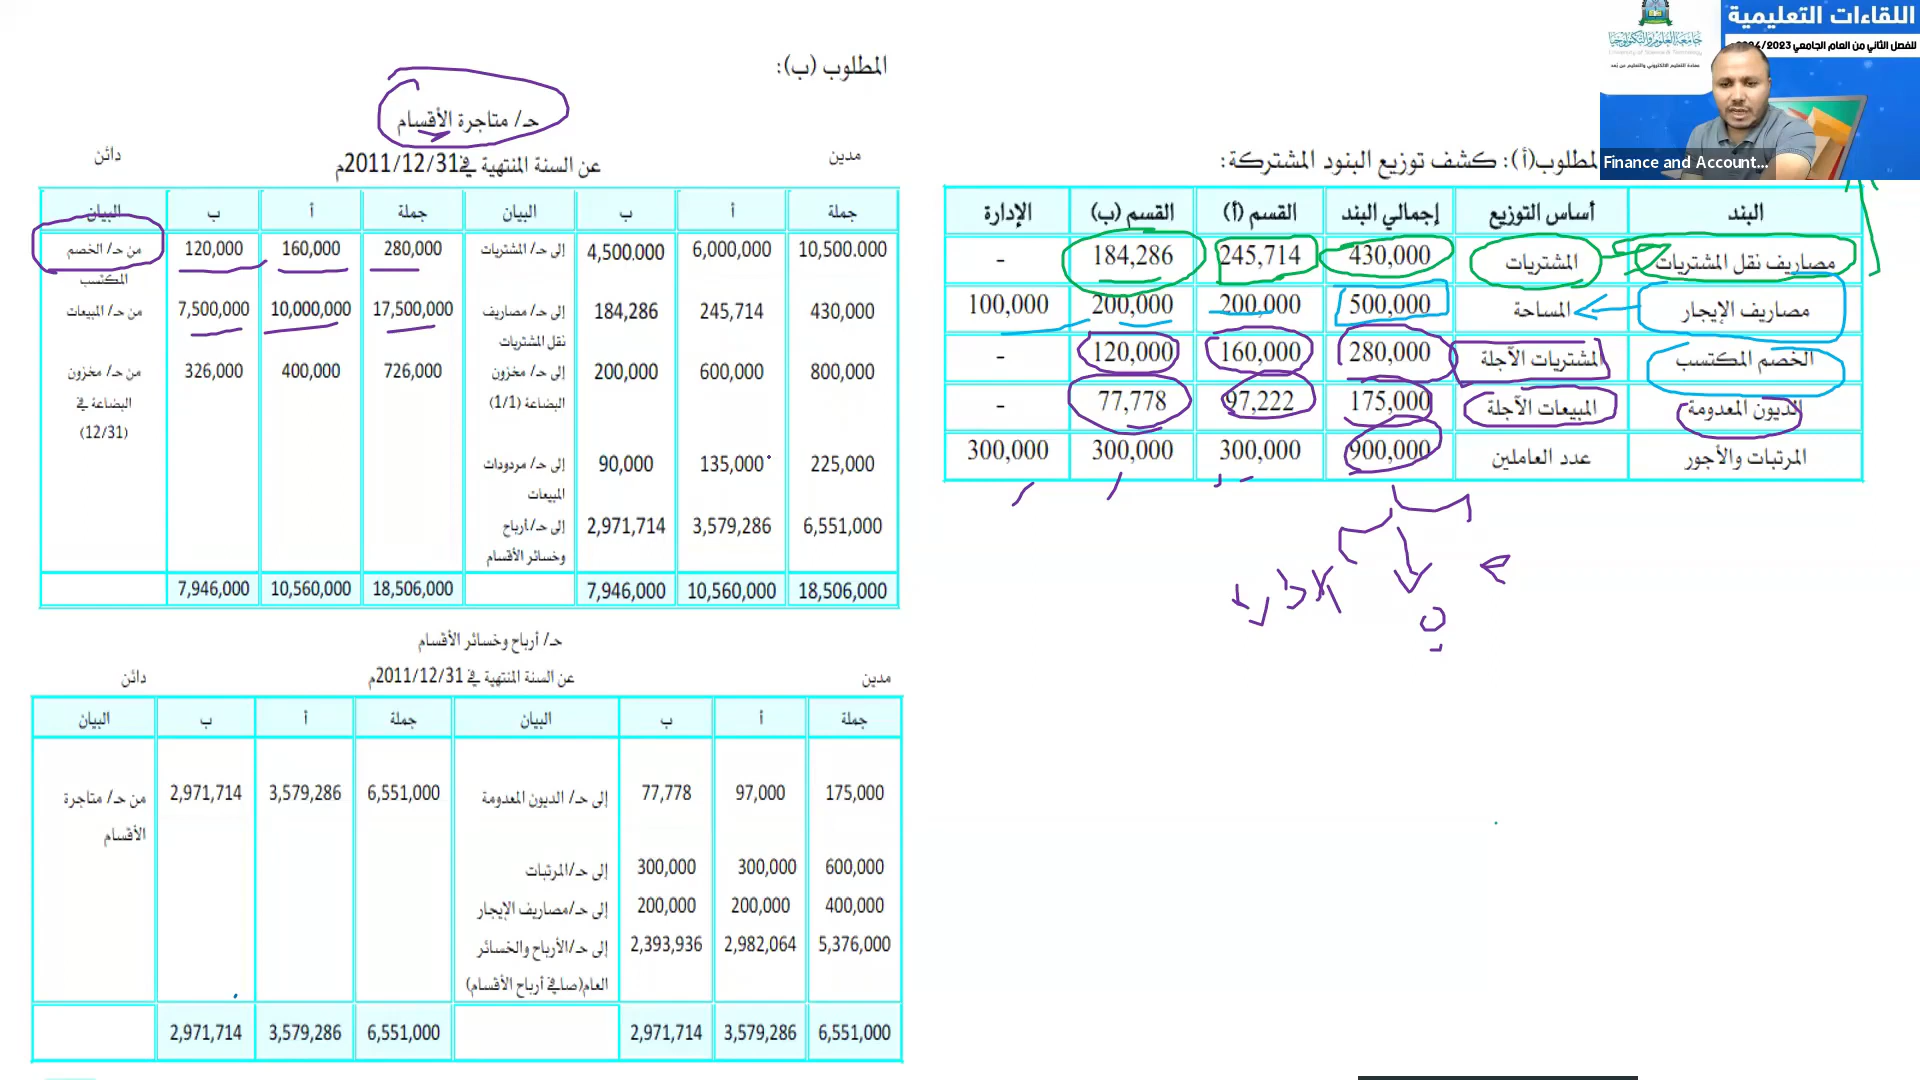 اللقاءات التعليمية
للفصل الثاني من العام الجامعي 2023/
جامعة العلوم والتكنولوجيا
University of Science & Technology
عمادة التعليم الالكتروني والتعليم عن بعد
Finance and Account...
المطلوب(أ): كشف توزيع البنود المشتركة:
البند أساس التوزيع إجمالي البند القسم (أ) القسم (ب) الإدارة
مصاريف نقل المشتريات المشتريات 430,000 245,714 184,286 -
مصاريف الإيجار المساحة 500,000 200,000 200,000 100,000
الخصم المكتسب المشتريات الآجلة 280,000 160,000 120,000 -
الديون المعدومة المبيعات الآجلة 175,000 97,222 77,778 -
المرتبات والأجور عدد العاملين 900,000 300,000 300,000 300,000
المطلوب (ب):
حـ/ متاجرة الأقسام
مدين عن السنة المنتهية في 2011/12/31م دائن
جملة أ ب البيان جملة أ ب البيان
10,500.000 6,000,000 4,500.000 إلى حـ/ المشتريات 280,000 160,000 120,000 من حـ/ الخصم
المكتسب
430,000 245,714 184,286 إلى حـ/ مصاريف 17,500,000 10,000,000 7,500,000 من حـ/ المبيعات
نقل المشتريات
800,000 600,000 200,000 إلى حـ/ مخزون 726,000 400,000 326,000 من حـ/ مخزون
البضاعة (1/1) البضاعة في
(12/31)
225,000 135,000 90,000 إلى حـ/ مردودات
المبيعات
6,551,000 3,579,286 2,971,714 إلى حـ/ أرباح
وخسائر الأقسام
18,506,000 10,560,000 7,946,000 18,506,000 10,560,000 7,946,000
حـ/ أرباح وخسائر الأقسام
مدين عن السنة المنتهية في 2011/12/31م دائن
جملة أ ب البيان جملة أ ب البيان
175,000 97,000 77,778 إلى حـ/ الديون المعدومة 6,551,000 3,579,286 2,971,714 من حـ/ متاجرة
الأقسام
600,000 300,000 300,000 إلى حـ/المرتبات
400,000 200,000 200,000 إلى حـ/مصاريف الإيجار
5,376,000 2,982,064 2,393,936 إلى حـ/الأرباح والخسائر
العام(صافي أرباح الأقسام)
6,551,000 3,579,286 2,971,714 6,551,000 3,579,286 2,971,714